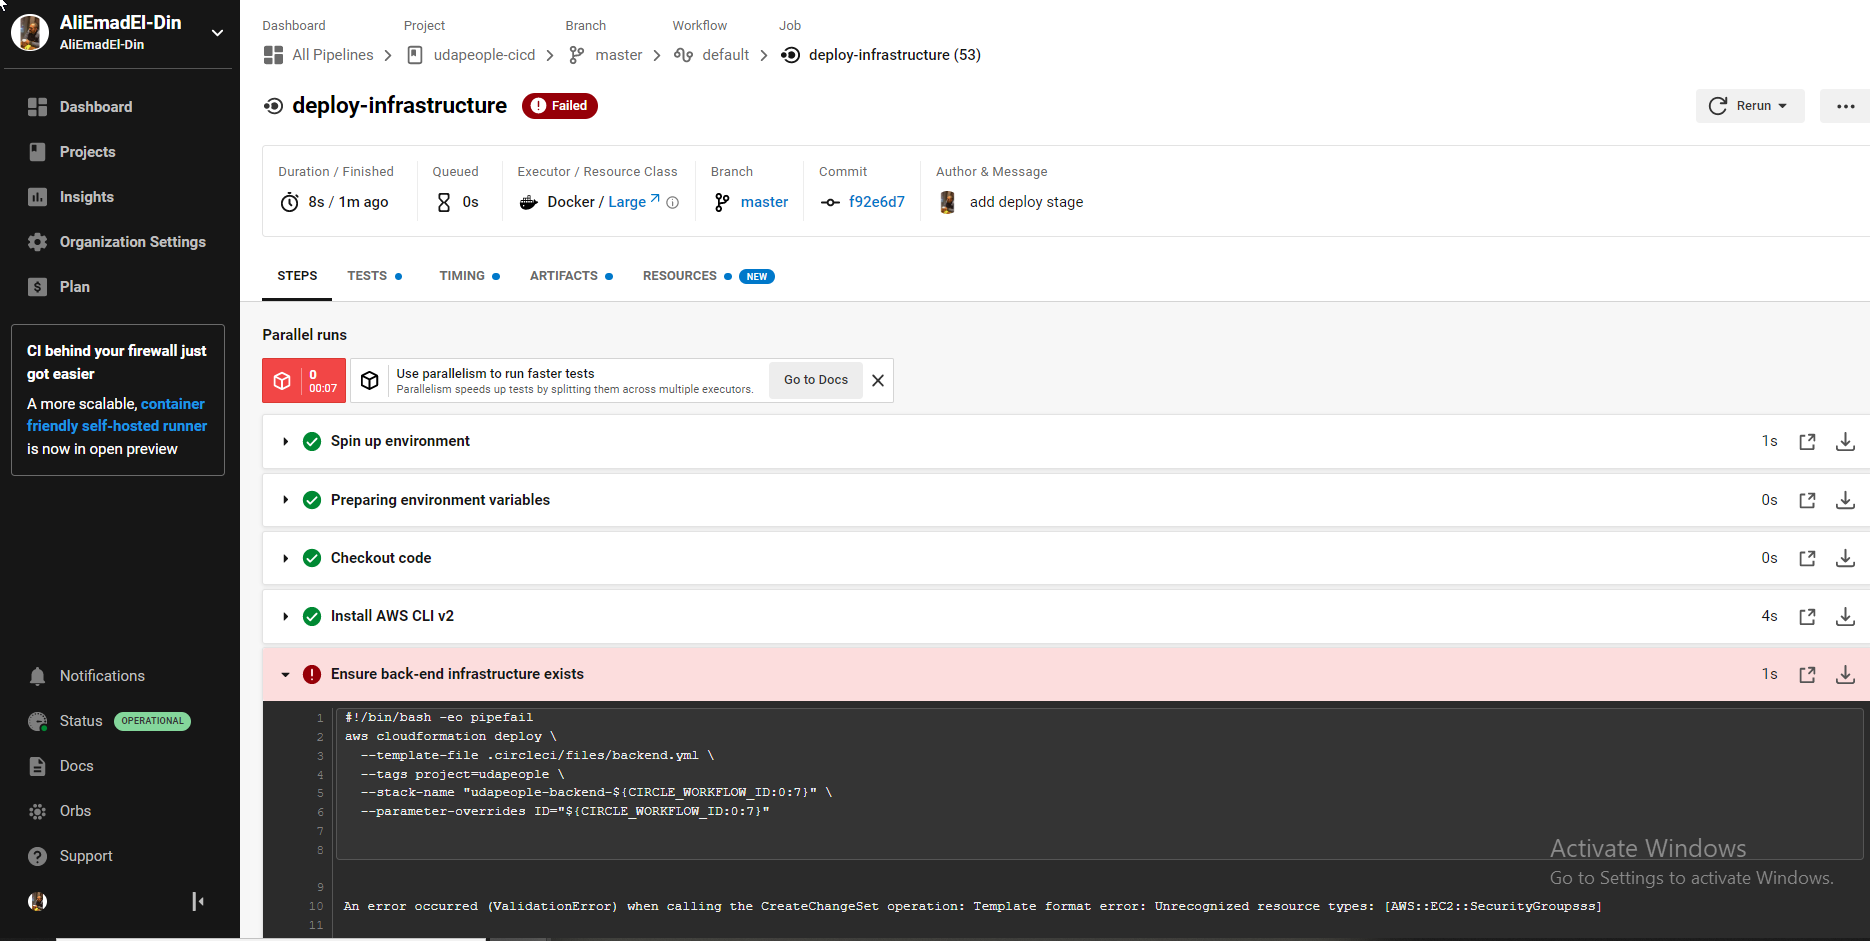 AliEmadEl-Din
AliEmadEl-Din
Dashboard
Projects
Insights
Organization Settings
Plan
CI behind your firewall just
got easier
A more scalable, container
friendly self-hosted runner
is now in open preview
Notifications
Status OPERATIONAL
Docs
Orbs
Support
Dashboard Project Branch Workflow Job
All Pipelines udapeople-cicd master default deploy-infrastructure (53)
deploy-infrastructure Failed
Rerun
Duration / Finished Queued Executor / Resource Class Branch Commit Author & Message
8s / 1m ago 0s Docker / Large master f92e6d7 add deploy stage
STEPS TESTS TIMING ARTIFACTS RESOURCES NEW
Parallel runs
0
00:07
Use parallelism to run faster tests
Parallelism speeds up tests by splitting them across multiple executors.
Go to Docs
Spin up environment 1s
Preparing environment variables 0s
Checkout code 0s
Install AWS CLI v2 4s
Ensure back-end infrastructure exists 1s
1 #!/bin/bash -eo pipefail
2 aws cloudformation deploy \
3 --template-file .circleci/files/backend.yml \
4 --tags project=udapeople \
5 --stack-name "udapeople-backend-${CIRCLE_WORKFLOW_ID:0:7}" \
6 --parameter-overrides ID="${CIRCLE_WORKFLOW_ID:0:7}"
7
8
9
10 An error occurred (ValidationError) when calling the CreateChangeSet operation: Template format error: Unrecognized resource types: [AWS::EC2::SecurityGroupsss]
11
Activate Windows
Go to Settings to activate Windows.